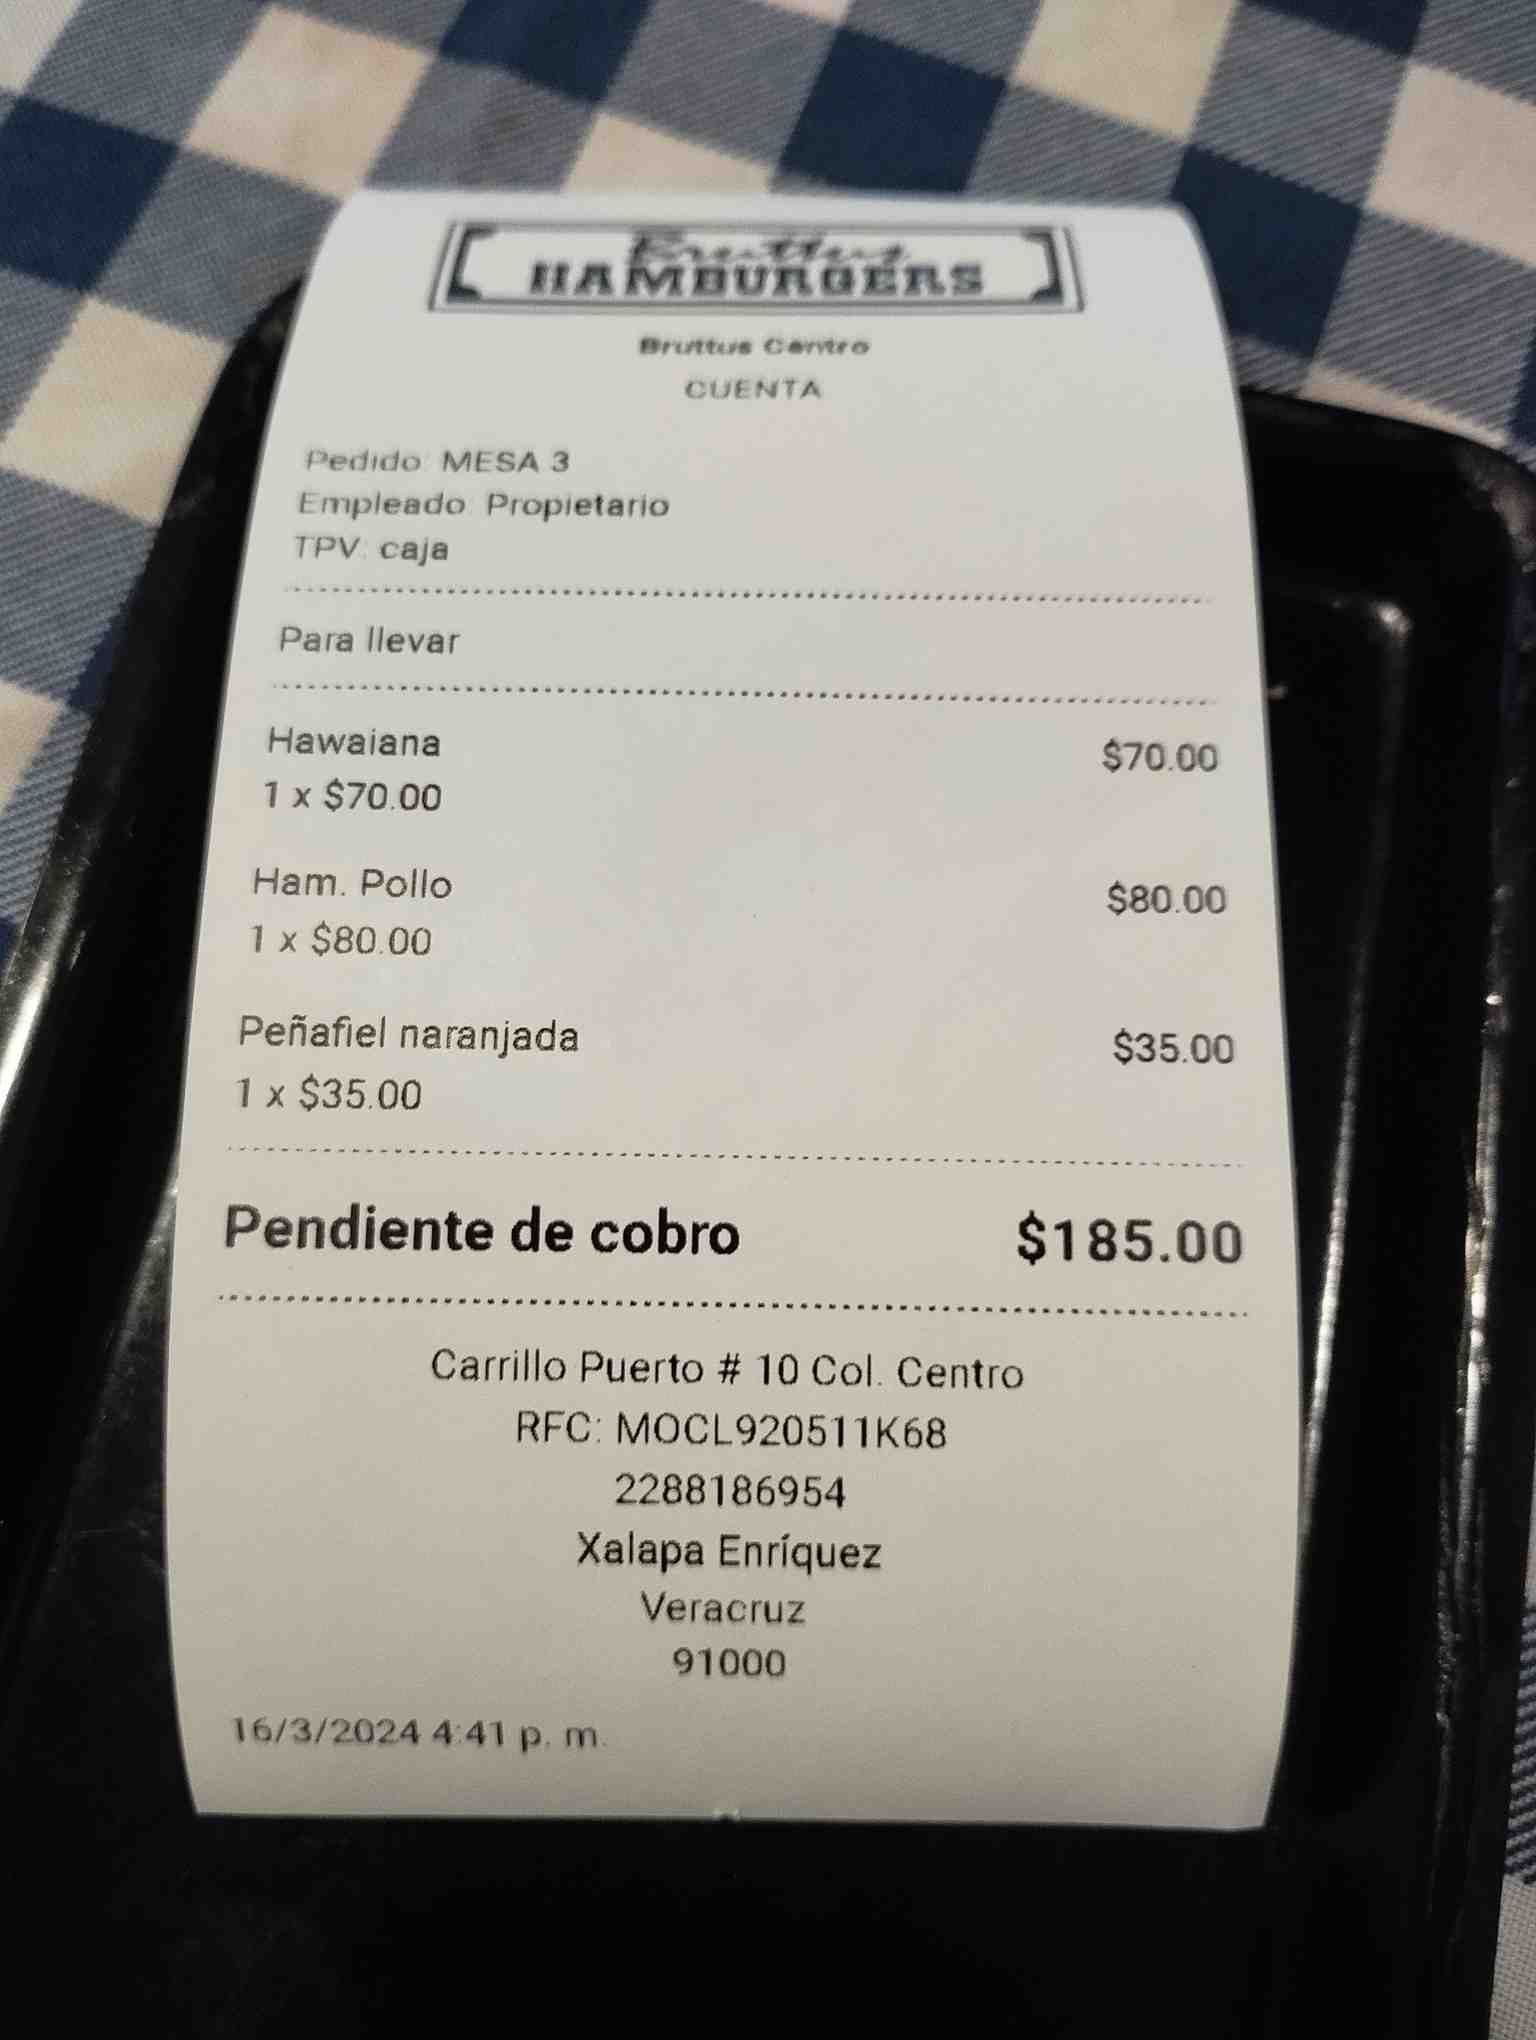 Bruttus
HAMBURGERS
Bruttus Centro
CUENTA
Pedido: MESA 3
Empleado: Propietario
TPV: caja
Para llevar
Hawaiana $70.00
1 x $70.00
Ham. Pollo $80.00
1 x $80.00
Peñafiel naranjada $35.00
1 x $35.00
Pendiente de cobro $185.00
Carrillo Puerto # 10 Col. Centro
RFC: MOCL920511K68
2288186954
Xalapa Enríquez
Veracruz
91000
16/3/2024 4:41 p. m.